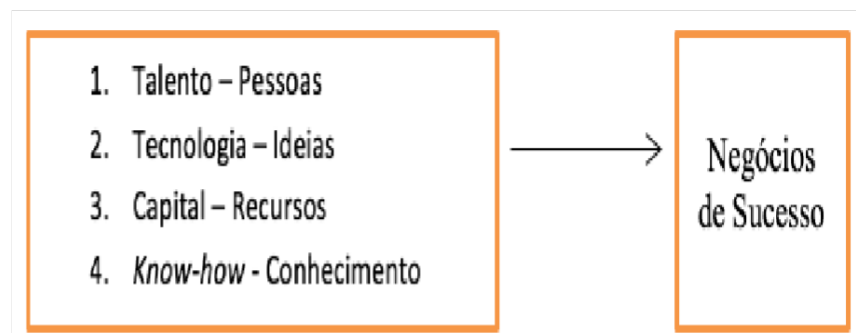 1. Talento – Pessoas
2. Tecnologia – Ideias
3. Capital – Recursos
4. Know-how - Conhecimento
Negócios
de Sucesso